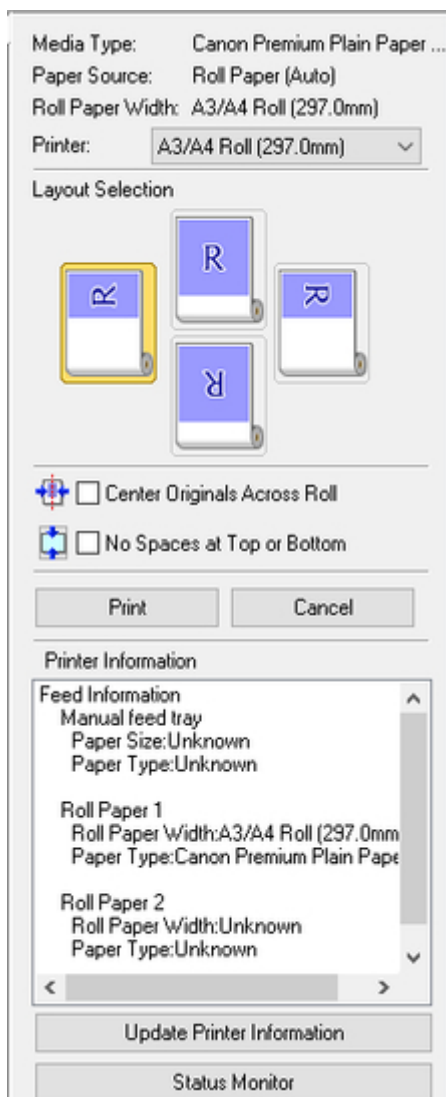 Media Type: Canon Premium Plain Paper ...
Paper Source: Roll Paper (Auto)
Roll Paper Width: A3/A4 Roll (297.0mm)
Printer: A3/A4 Roll (297.0mm)
Layout Selection
R
R
R
R
Center Originals Across Roll
No Spaces at Top or Bottom
Print Cancel
Printer Information
Feed Information
Manual feed tray
Paper Size:Unknown
Paper Type:Unknown
Roll Paper 1
Roll Paper Width:A3/A4 Roll (297.0mm
Paper Type:Canon Premium Plain Pape
Roll Paper 2
Roll Paper Width:Unknown
Paper Type:Unknown
Update Printer Information
Status Monitor